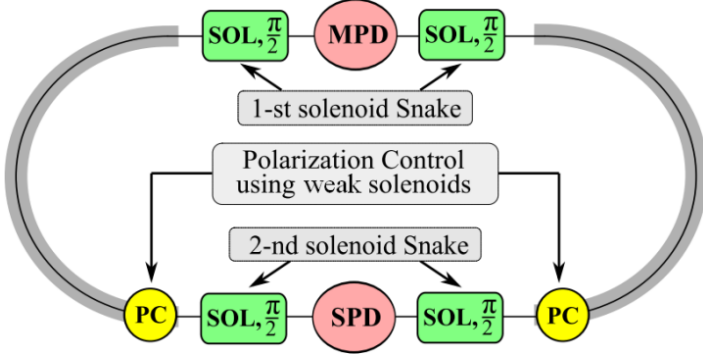 SOL, π/2 MPD SOL, π/2
1-st solenoid Snake
Polarization Control
using weak solenoids
2-nd solenoid Snake
PC SOL, π/2 SPD SOL, π/2 PC